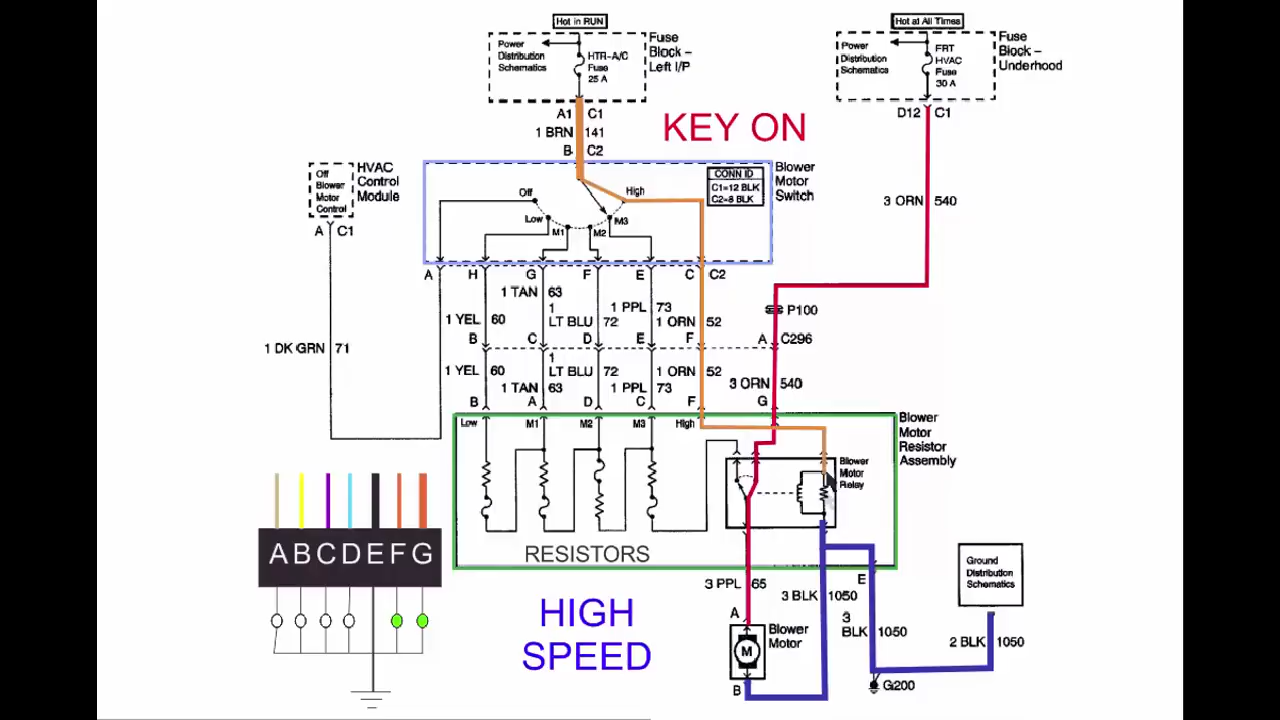 Hot in RUN
Power
Distribution
Schematics
HTR-A/C
Fuse
25 A
Fuse
Block –
Left I/P
Hot at All Times
Power
Distribution
Schematics
FRT
HVAC
Fuse
30 A
Fuse
Block –
Underhood
A1 C1
1 BRN 141
B C2
KEY ON
D12 C1
3 ORN 540
Off
Blower
Motor
Control
HVAC
Control
Module
A C1
Off
Low
M1
M2
M3
High
CONN ID
C1=12 BLK
C2=8 BLK
Blower
Motor
Switch
A H G F E C C2
1 TAN 63
1 YEL 60
1
LT BLU 72
1 PPL 73
1 ORN 52
P100
B C D E F A C296
1 DK GRN 71
1 YEL 60
1
LT BLU 72
1 TAN 63
1 ORN 52
1 PPL 73
3 ORN 540
B A D C F G
Low M1 M2 M3 High
Blower
Motor
Resistor
Assembly
Blower
Motor
Relay
RESISTORS
ABCDEFG
HIGH
SPEED
3 PPL 65
3 BLK 1050
E
3
BLK 1050
A
Blower
Motor
M
B
Ground
Distribution
Schematics
2 BLK 1050
G200